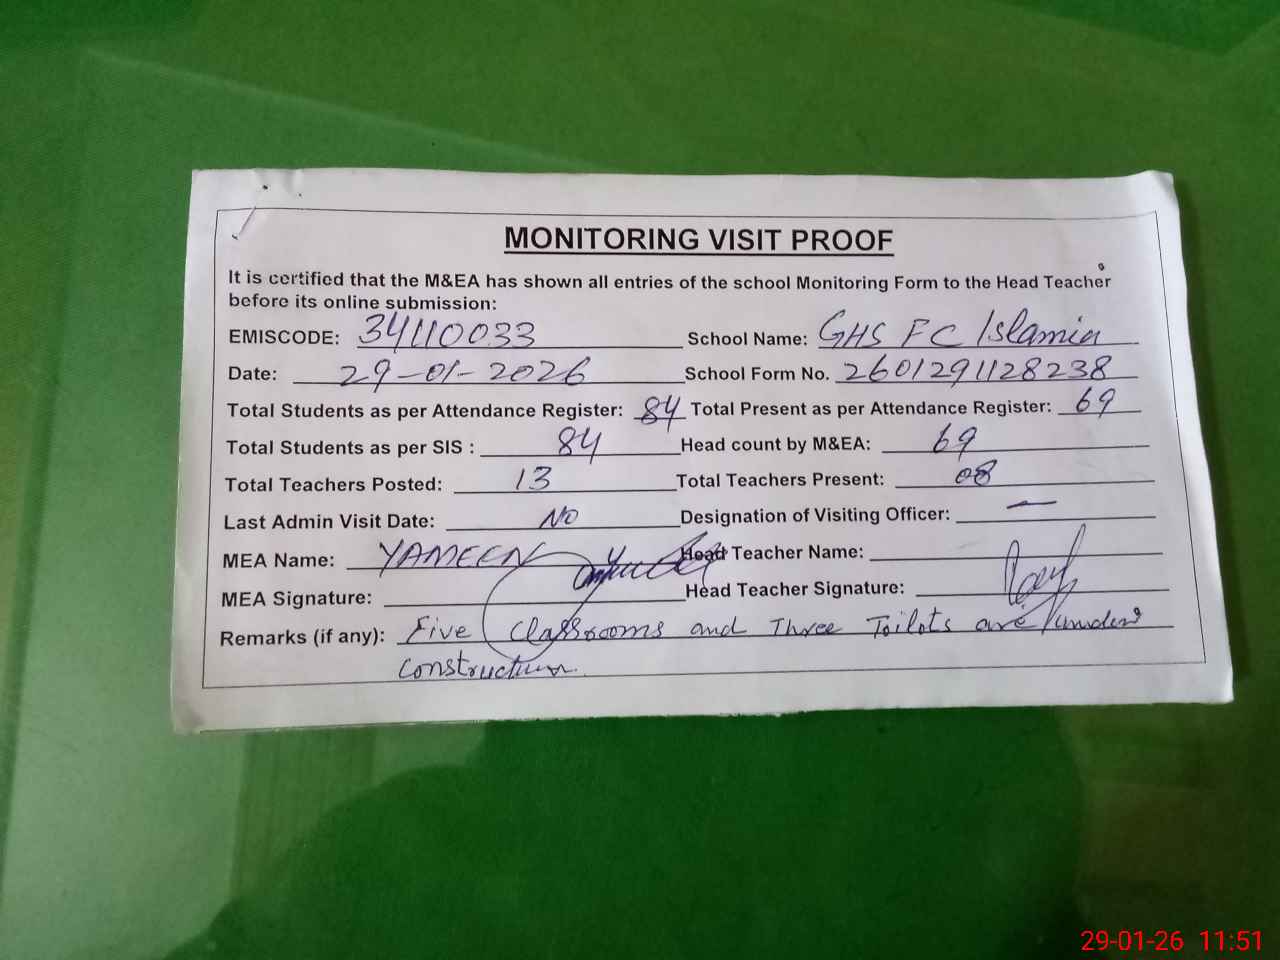 MONITORING VISIT PROOF
It is certified that the M&EA has shown all entries of the school Monitoring Form to the Head Teacher
before its online submission:
EMISCODE: 34110033 School Name: GHS FC Islamia
Date: 29-01-2026 School Form No. 2601291128238
Total Students as per Attendance Register: 84 Total Present as per Attendance Register: 69
Total Students as per SIS : 84 Head count by M&EA: 69
Total Teachers Posted: 13 Total Teachers Present: 08
Last Admin Visit Date: No Designation of Visiting Officer: —
MEA Name: YAMEEN Head Teacher Name:
MEA Signature: Head Teacher Signature:
Remarks (if any): Five Classrooms and Three Toilots are under
construction.
29-01-26 11:51